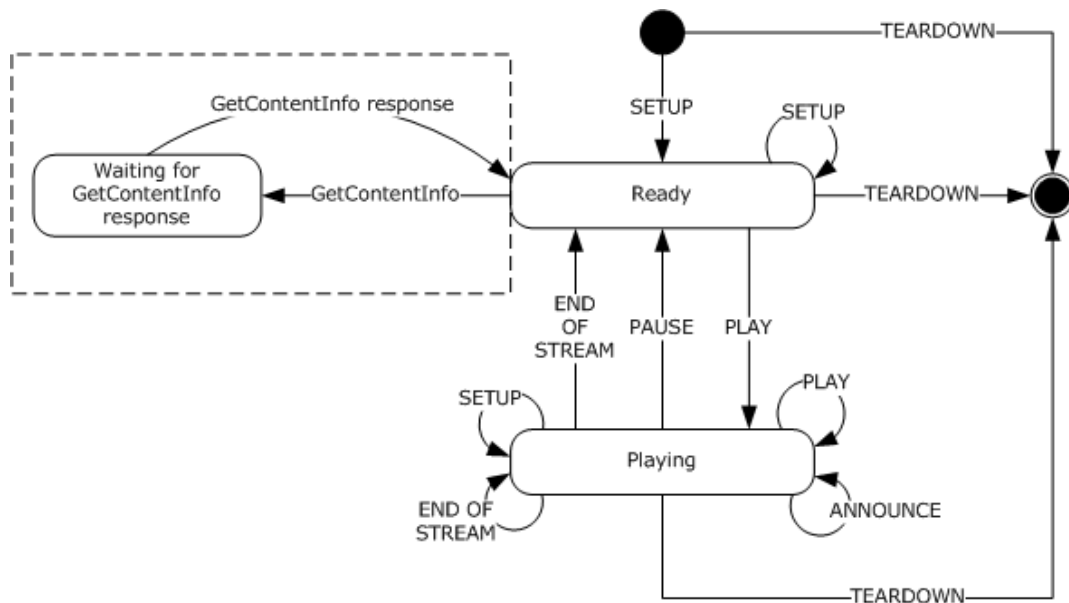 TEARDOWN
GetContentInfo response
SETUP
SETUP
Waiting for
GetContentInfo
response
GetContentInfo
Ready
TEARDOWN
END
OF
STREAM
PAUSE
PLAY
SETUP
PLAY
Playing
END OF
STREAM
ANNOUNCE
TEARDOWN